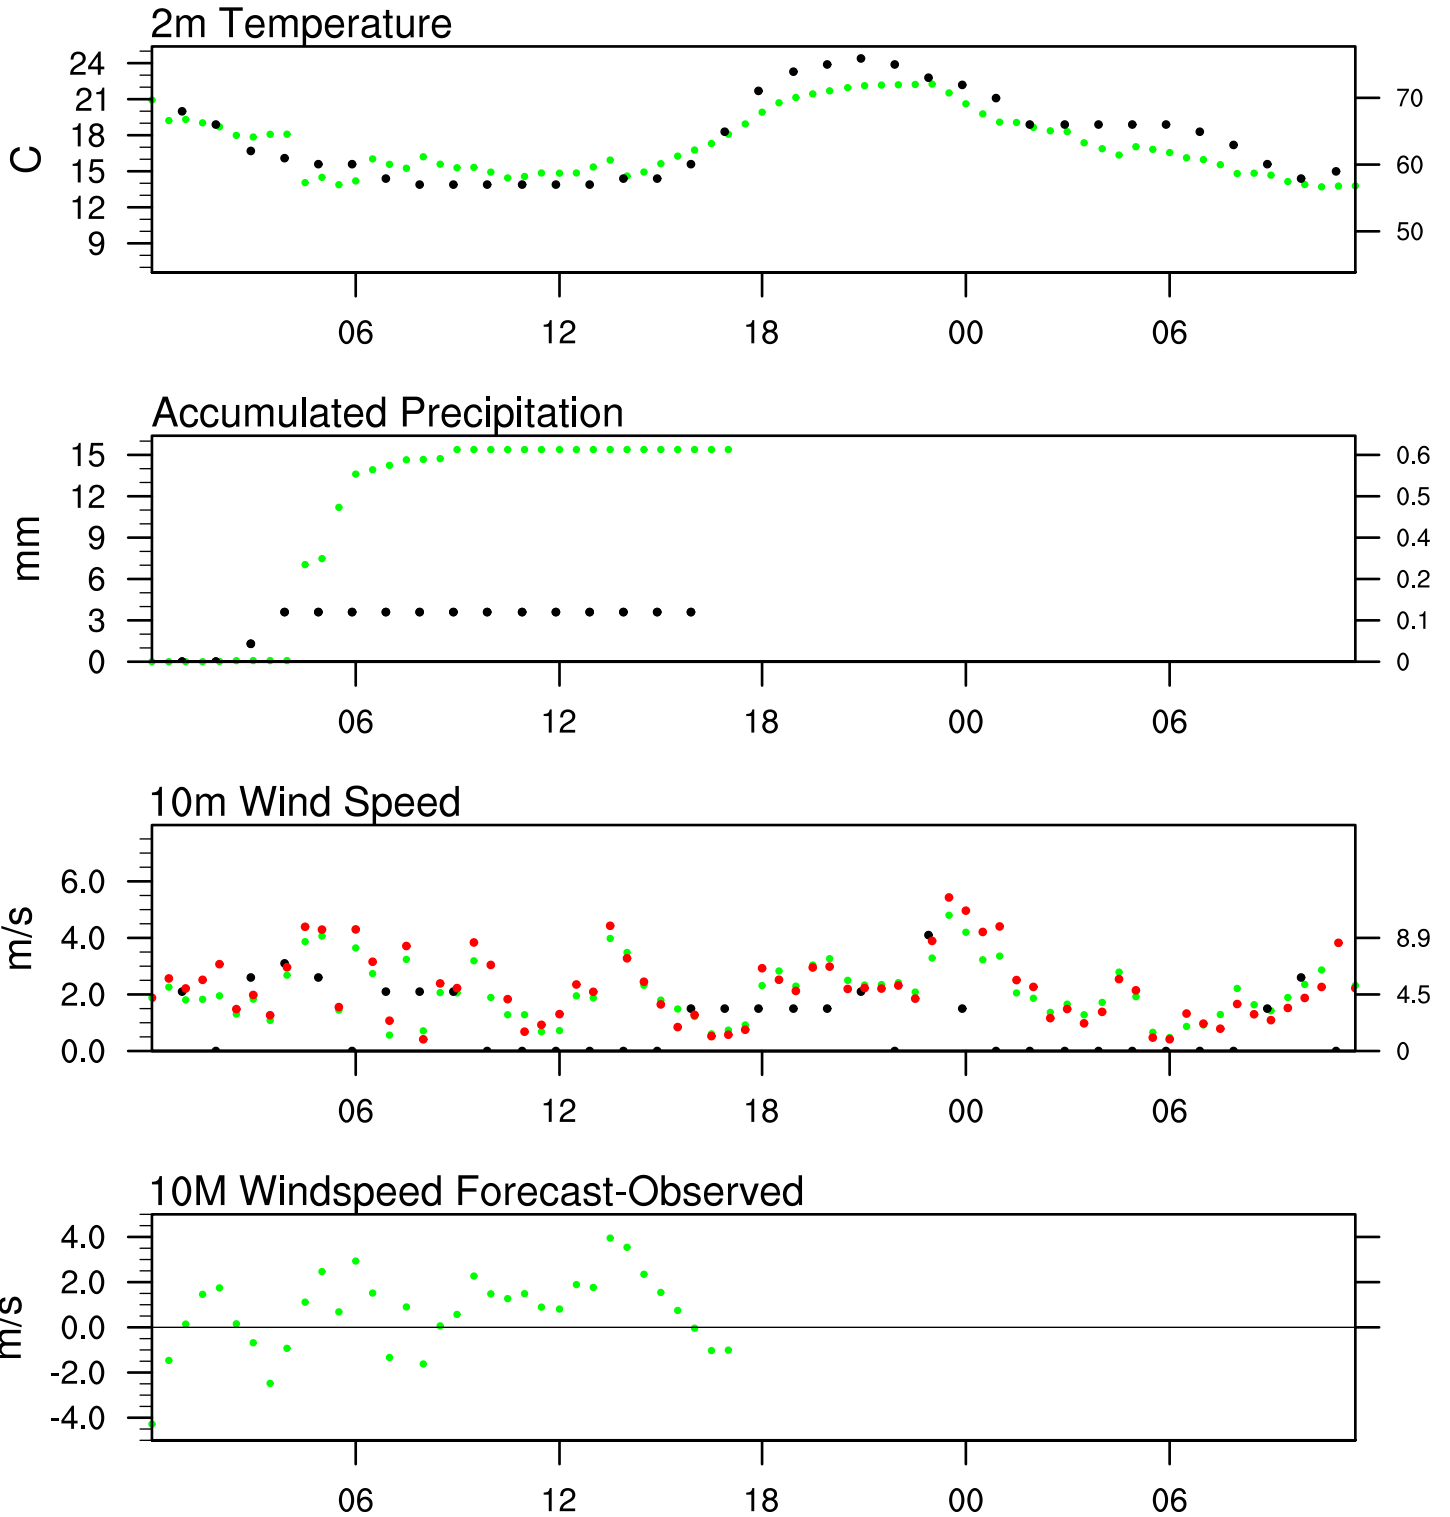 2m Temperature
24
21
18
15
12
9
C
70
60
50
06 12 18 00 06
Accumulated Precipitation
15
12
9
6
3
0
mm
0.6
0.5
0.4
0.2
0.1
0
06 12 18 00 06
10m Wind Speed
6.0
4.0
2.0
0.0
m/s
8.9
4.5
0
06 12 18 00 06
10M Windspeed Forecast-Observed
4.0
2.0
0.0
-2.0
-4.0
m/s
06 12 18 00 06